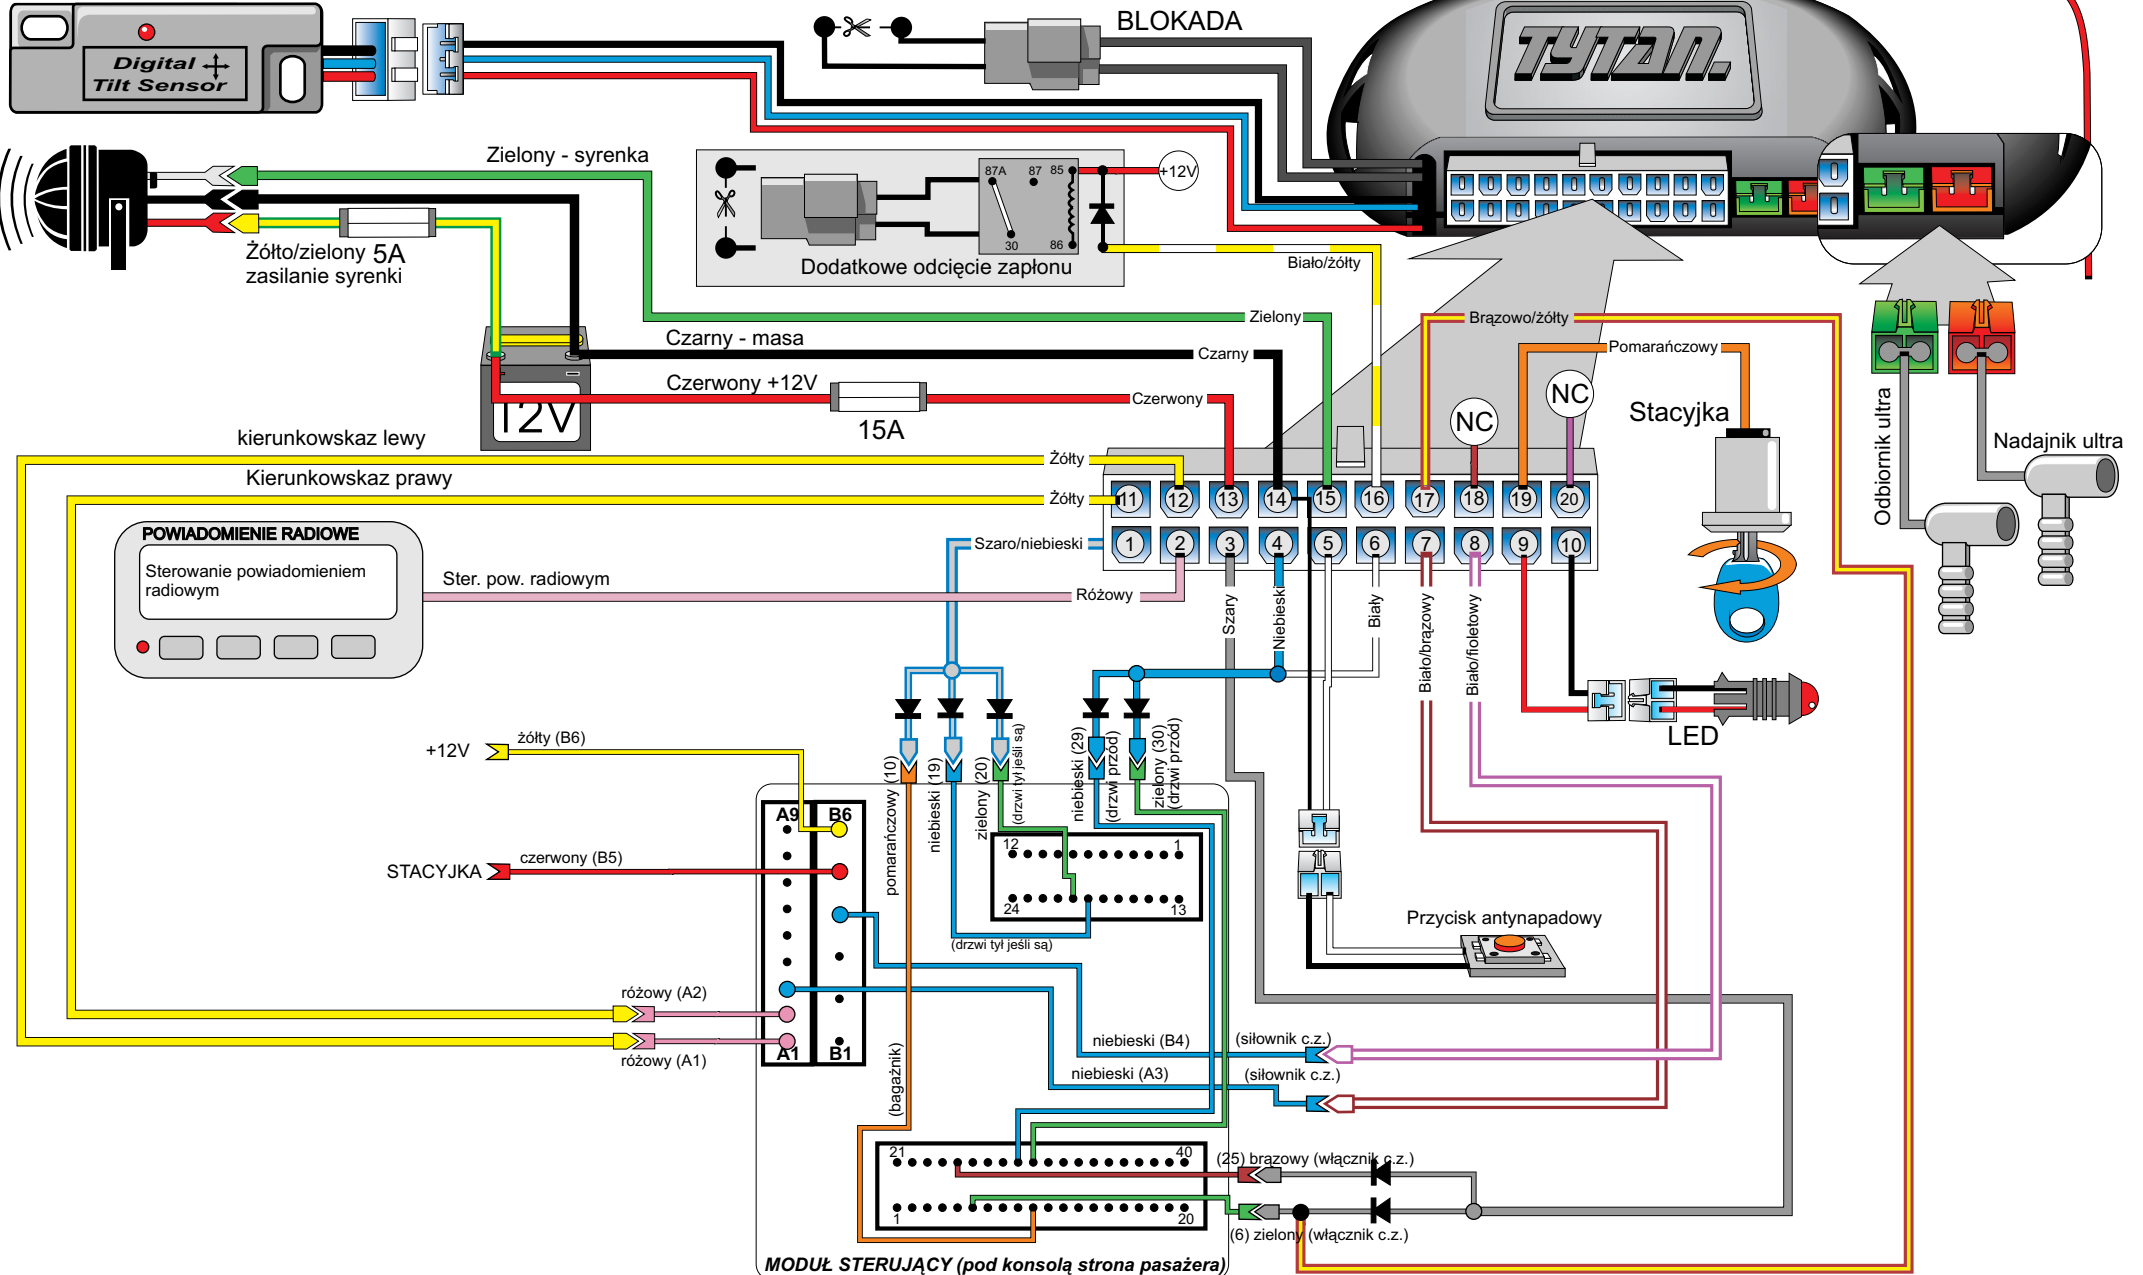 Digital
Tilt Sensor
BLOKADA
TYTAN
Zielony - syrenka
Żółto/zielony 5A
zasilanie syrenki
87A 87 85
+12V
30 86
Dodatkowe odcięcie zapłonu
Biało/żółty
Zielony
Brązowo/żółty
Pomarańczowy
Czarny - masa
Czarny
Czerwony +12V
Czerwony
12V
15A
NC
NC
Stacyjka
Odbiornik ultra
Nadajnik ultra
kierunkowskaz lewy
Żółty
Kierunkowskaz prawy
Żółty
11 12 13 14 15 16 17 18 19 20
1 2 3 4 5 6 7 8 9 10
POWIADOMIENIE RADIOWE
Sterowanie powiadomieniem
radiowym
Szaro/niebieski
Ster. pow. radiowym
Różowy
Szary
Niebieski
Biały
Biało/brązowy
Biało/fioletowy
LED
+12V
żółty (B6)
STACYJKA
czerwony (B5)
pomarańczowy (10)
niebieski (19)
zielony (20)
(drzwi tył jeśli są)
niebieski (29)
(drzwi przód)
zielony (30)
(drzwi przód)
A9 B6
12 1
24 13
(drzwi tył jeśli są)
Przycisk antynapadowy
różowy (A2)
różowy (A1)
A1 B1
(bagażnik)
niebieski (B4)
(siłownik c.z.)
niebieski (A3)
(siłownik c.z.)
21 40
1 20
(25) brązowy (włącznik c.z.)
(6) zielony (włącznik c.z.)
MODUŁ STERUJĄCY (pod konsolą strona pasażera)